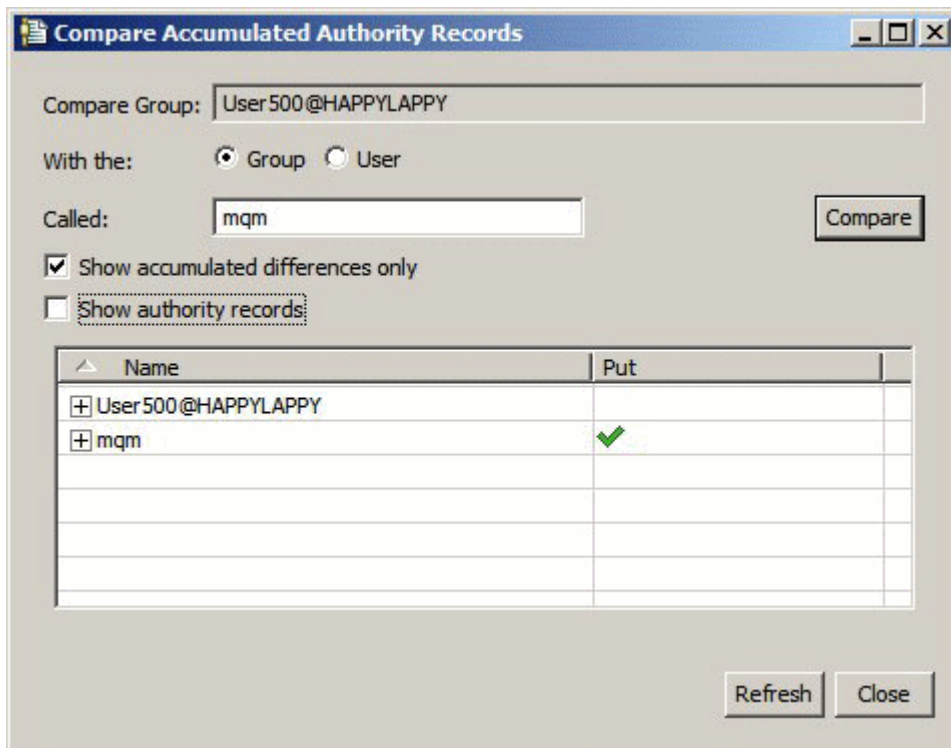 Compare Accumulated Authority Records
Compare Group: User500@HAPPYLAPPY
With the: Group User
Called: mqm Compare
Show accumulated differences only
Show authority records
Name Put
User500@HAPPYLAPPY
mqm
Refresh Close